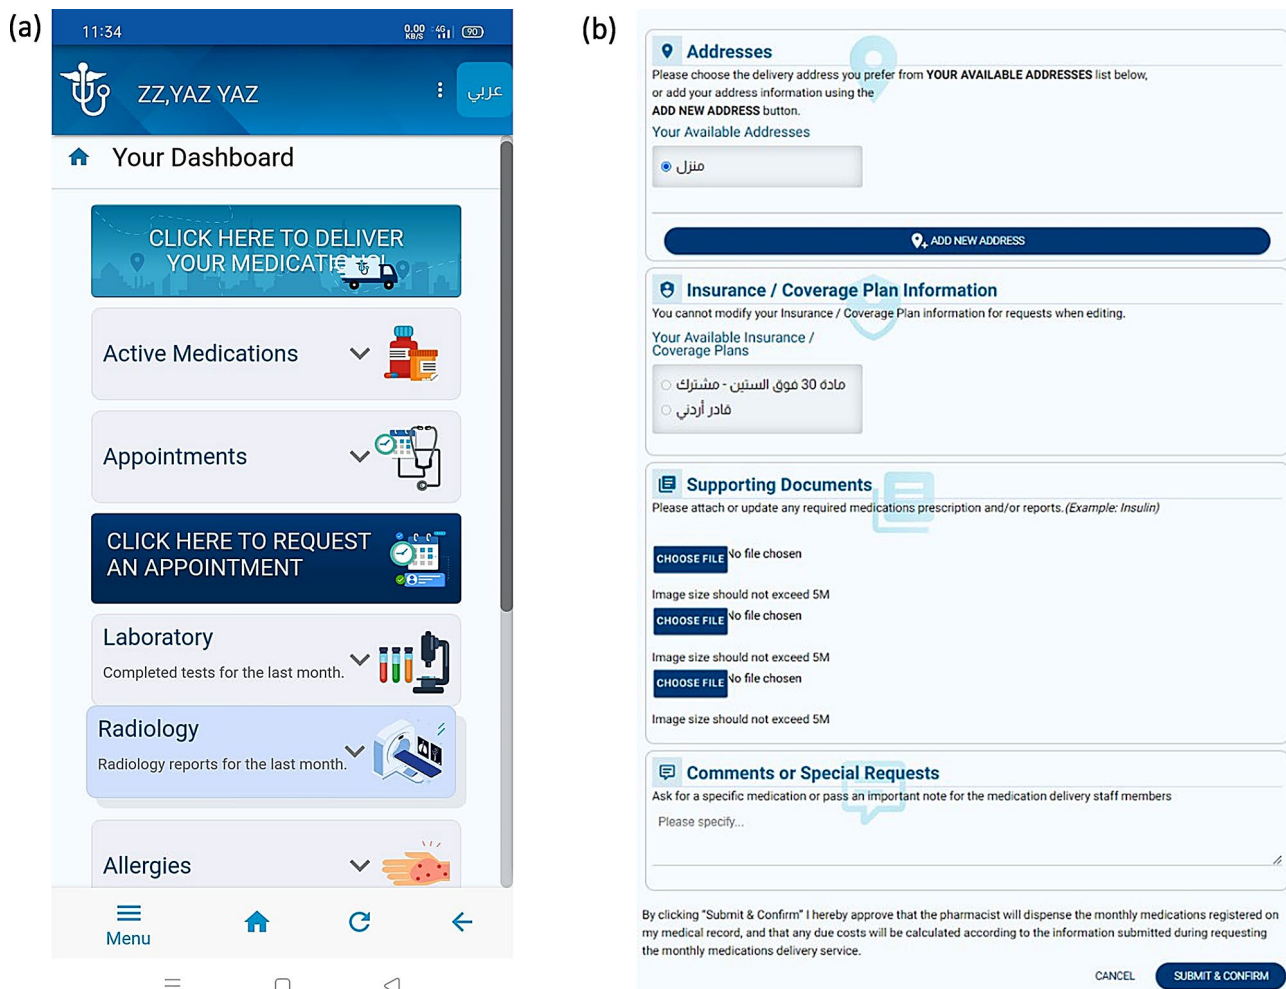 (a)
11:34
0.00
KB/S
4G
90
ZZ,YAZ YAZ
عربي
Your Dashboard
CLICK HERE TO DELIVER
YOUR MEDICATIONS!
Active Medications
Appointments
CLICK HERE TO REQUEST
AN APPOINTMENT
Laboratory
Completed tests for the last month.
Radiology
Radiology reports for the last month.
Allergies
Menu
(b)
Addresses
Please choose the delivery address you prefer from YOUR AVAILABLE ADDRESSES list below,
or add your address information using the
ADD NEW ADDRESS button.
Your Available Addresses
منزل
ADD NEW ADDRESS
Insurance / Coverage Plan Information
You cannot modify your Insurance / Coverage Plan information for requests when editing.
Your Available Insurance /
Coverage Plans
مادة 30 فوق الستين - مشترك
قادر أردني
Supporting Documents
Please attach or update any required medications prescription and/or reports.(Example: Insulin)
CHOOSE FILE No file chosen
Image size should not exceed 5M
CHOOSE FILE No file chosen
Image size should not exceed 5M
CHOOSE FILE No file chosen
Image size should not exceed 5M
Comments or Special Requests
Ask for a specific medication or pass an important note for the medication delivery staff members
Please specify...
By clicking "Submit & Confirm" I hereby approve that the pharmacist will dispense the monthly medications registered on
my medical record, and that any due costs will be calculated according to the information submitted during requesting
the monthly medications delivery service.
CANCEL
SUBMIT & CONFIRM